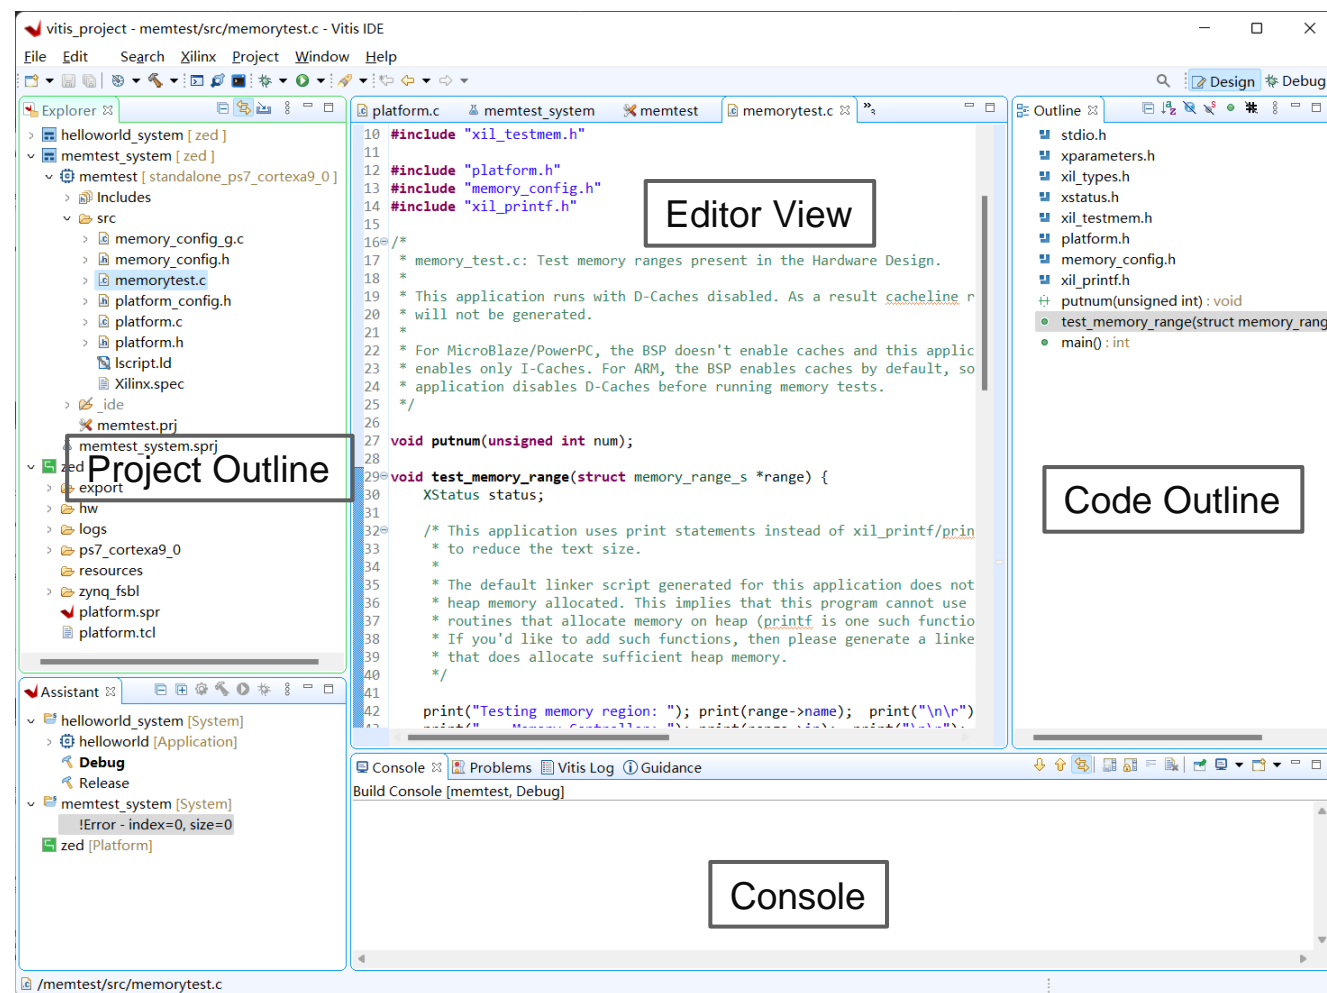 vitis_project - memtest/src/memorytest.c - Vitis IDE
File Edit Search Xilinx Project Window Help
Design Debug
Explorer
helloworld_system [ zed ]
memtest_system [ zed ]
memtest [ standalone_ps7_cortexa9_0 ]
Includes
src
memory_config_g.c
memory_config.h
memorytest.c
platform_config.h
platform.c
platform.h
lscript.ld
Xilinx.spec
_ide
memtest.prj
memtest_system.sprj
zed
Project Outline
export
hw
logs
ps7_cortexa9_0
resources
zynq_fsbl
platform.spr
platform.tcl
Assistant
helloworld_system [System]
helloworld [Application]
Debug
Release
memtest_system [System]
!Error - index=0, size=0
zed [Platform]
platform.c memtest_system memtest memorytest.c »3
10 #include "xil_testmem.h"
11
12 #include "platform.h"
13 #include "memory_config.h"
14 #include "xil_printf.h"
15
Editor View
16 /*
17 * memory_test.c: Test memory ranges present in the Hardware Design.
18 *
19 * This application runs with D-Caches disabled. As a result cacheline r
20 * will not be generated.
21 *
22 * For MicroBlaze/PowerPC, the BSP doesn't enable caches and this applic
23 * enables only I-Caches. For ARM, the BSP enables caches by default, so
24 * application disables D-Caches before running memory tests.
25 */
26
27 void putnum(unsigned int num);
28
29 void test_memory_range(struct memory_range_s *range) {
30 XStatus status;
31
32 /* This application uses print statements instead of xil_printf/prin
33 * to reduce the text size.
34 *
35 * The default linker script generated for this application does not
36 * heap memory allocated. This implies that this program cannot use
37 * routines that allocate memory on heap (printf is one such functio
38 * If you'd like to add such functions, then please generate a linke
39 * that does allocate sufficient heap memory.
40 */
41
42 print("Testing memory region: "); print(range->name); print("\n\r")
Outline
stdio.h
xparameters.h
xil_types.h
xstatus.h
xil_testmem.h
platform.h
memory_config.h
xil_printf.h
putnum(unsigned int) : void
test_memory_range(struct memory_rang
main() : int
Code Outline
Console Problems Vitis Log Guidance
Build Console [memtest, Debug]
Console
/memtest/src/memorytest.c